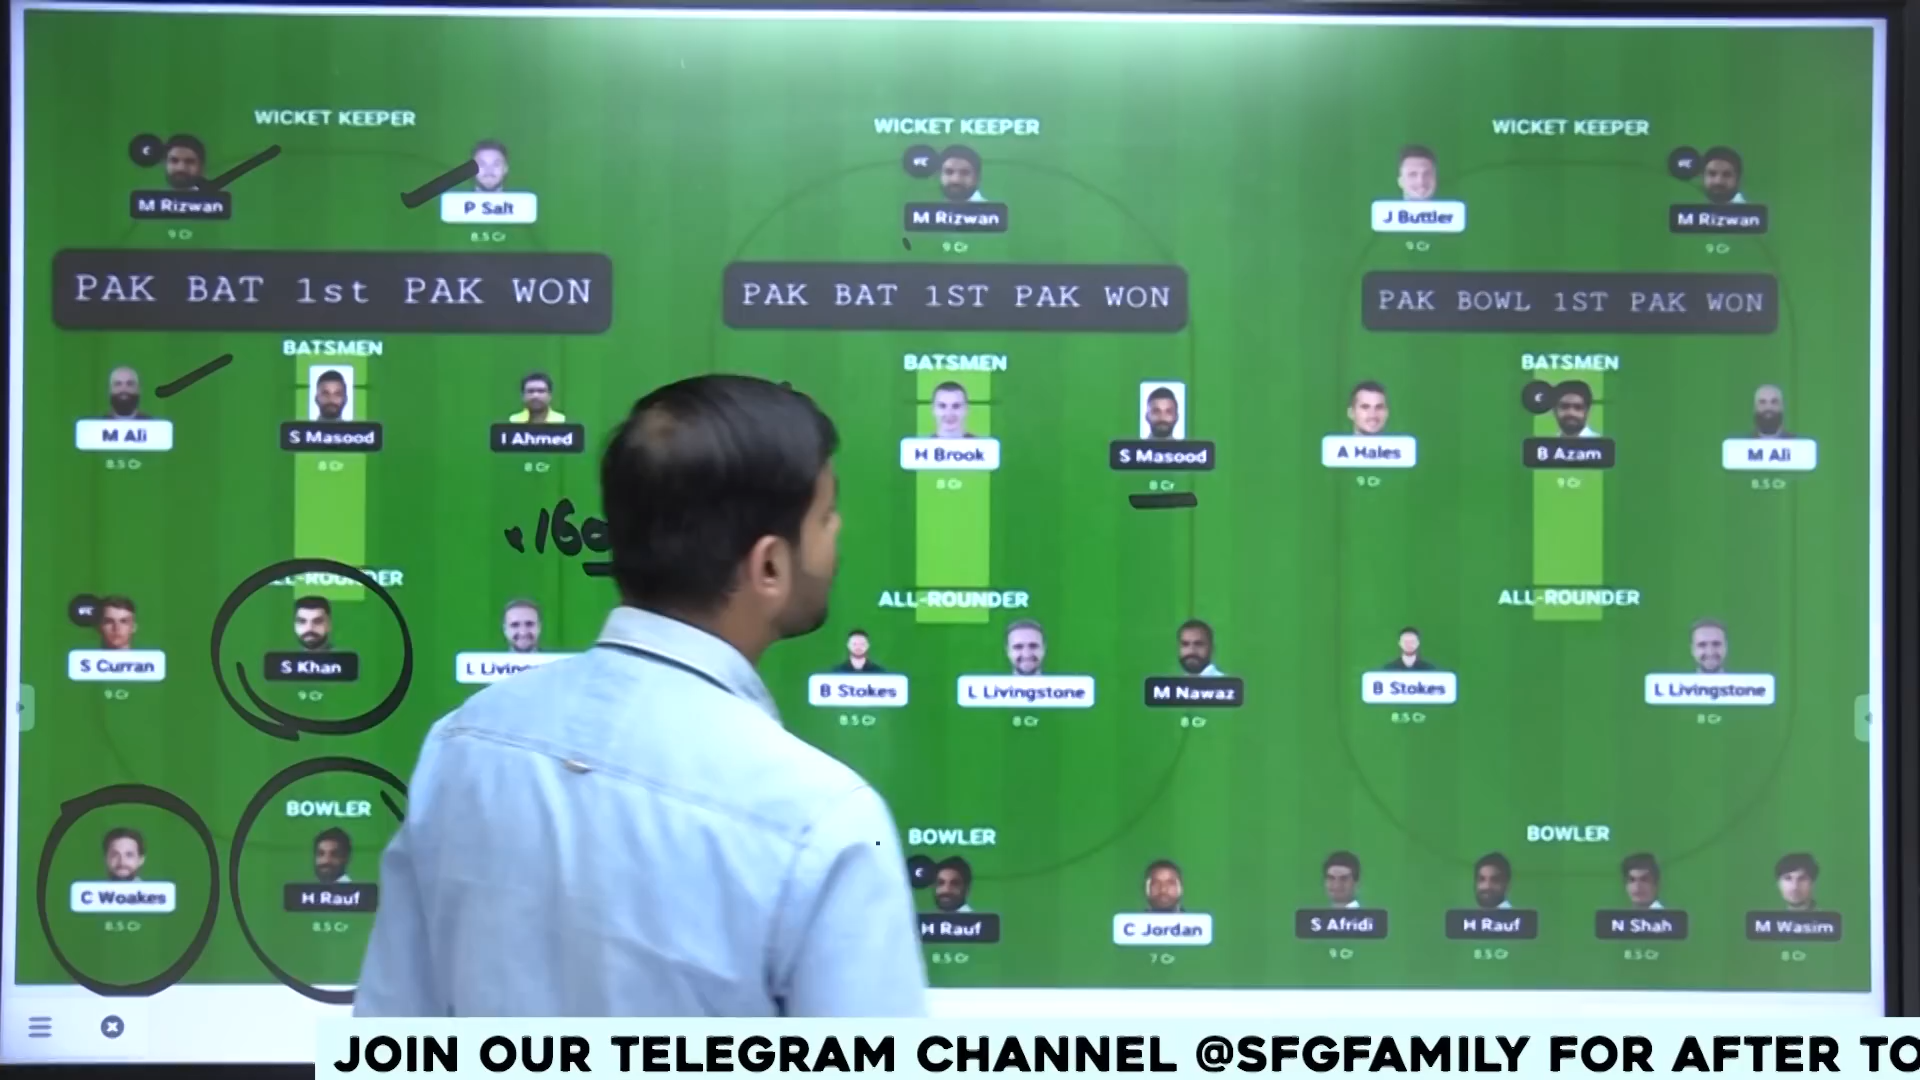 WICKET KEEPER
C
M Rizwan
9 Cr
P Salt
8.5 Cr
PAK BAT 1st PAK WON
BATSMEN
M Ali
8.5 Cr
S Masood
8 Cr
I Ahmed
8 Cr
160
ALL-ROUNDER
VC
S Curran
9 Cr
S Khan
9 Cr
BOWLER
C Woakes
8.5 Cr
H Rauf
8.5 Cr
WICKET KEEPER
VC
M Rizwan
9 Cr
PAK BAT 1ST PAK WON
BATSMEN
H Brook
8 Cr
S Masood
8 Cr
ALL-ROUNDER
B Stokes
8.5 Cr
L Livingstone
8 Cr
M Nawaz
8 Cr
BOWLER
C
H Rauf
8.5 Cr
C Jordan
7 Cr
WICKET KEEPER
J Buttler
9 Cr
VC
M Rizwan
9 Cr
PAK BOWL 1ST PAK WON
BATSMEN
A Hales
9 Cr
C
B Azam
9 Cr
M Ali
8.5 Cr
ALL-ROUNDER
B Stokes
8.5 Cr
L Livingstone
8 Cr
BOWLER
S Afridi
9 Cr
H Rauf
8.5 Cr
N Shah
8.5 Cr
M Wasim
8 Cr
JOIN OUR TELEGRAM CHANNEL @SFGFAMILY FOR AFTER TO